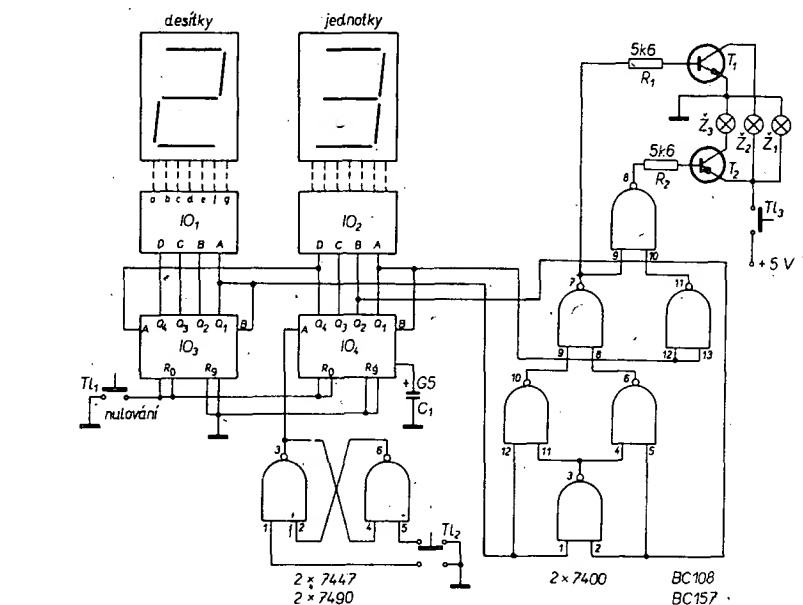 desítky jednotky
5k6
R1
T1
Ž3 Ž2 Ž1
5k6
R2
T2
Tl3
+5 V
a b c d e f g
IO1
D C B A
IO2
D C B A
8
9 10
7
11
A Q4 Q3 Q2 Q1 B
IO3
R0 R9
A Q4 Q3 Q2 Q1 B
IO4
R0 R9
9 8
12 13
Tl1
nulování
+ G5
C1
10
6
12 11
4 5
3
6
1 2
4 5
Tl2
3
1 2
2 × 7447
2 × 7490
2 × 7400
BC108
BC157